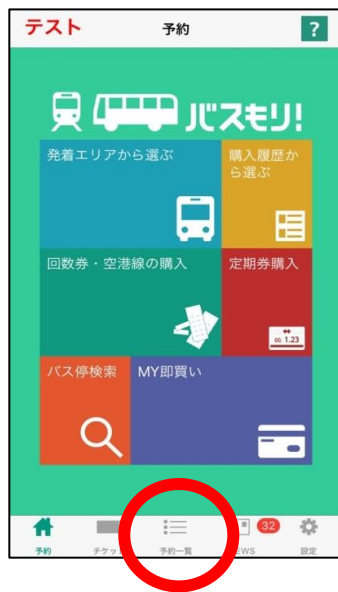 テスト
予約
?
バスもり!
発着エリアから選ぶ
購入履歴か
ら選ぶ
回数券・空港線の購入
定期券購入
00. 1.23
バス停検索
MY即買い
32
予約
予約一覧
設定